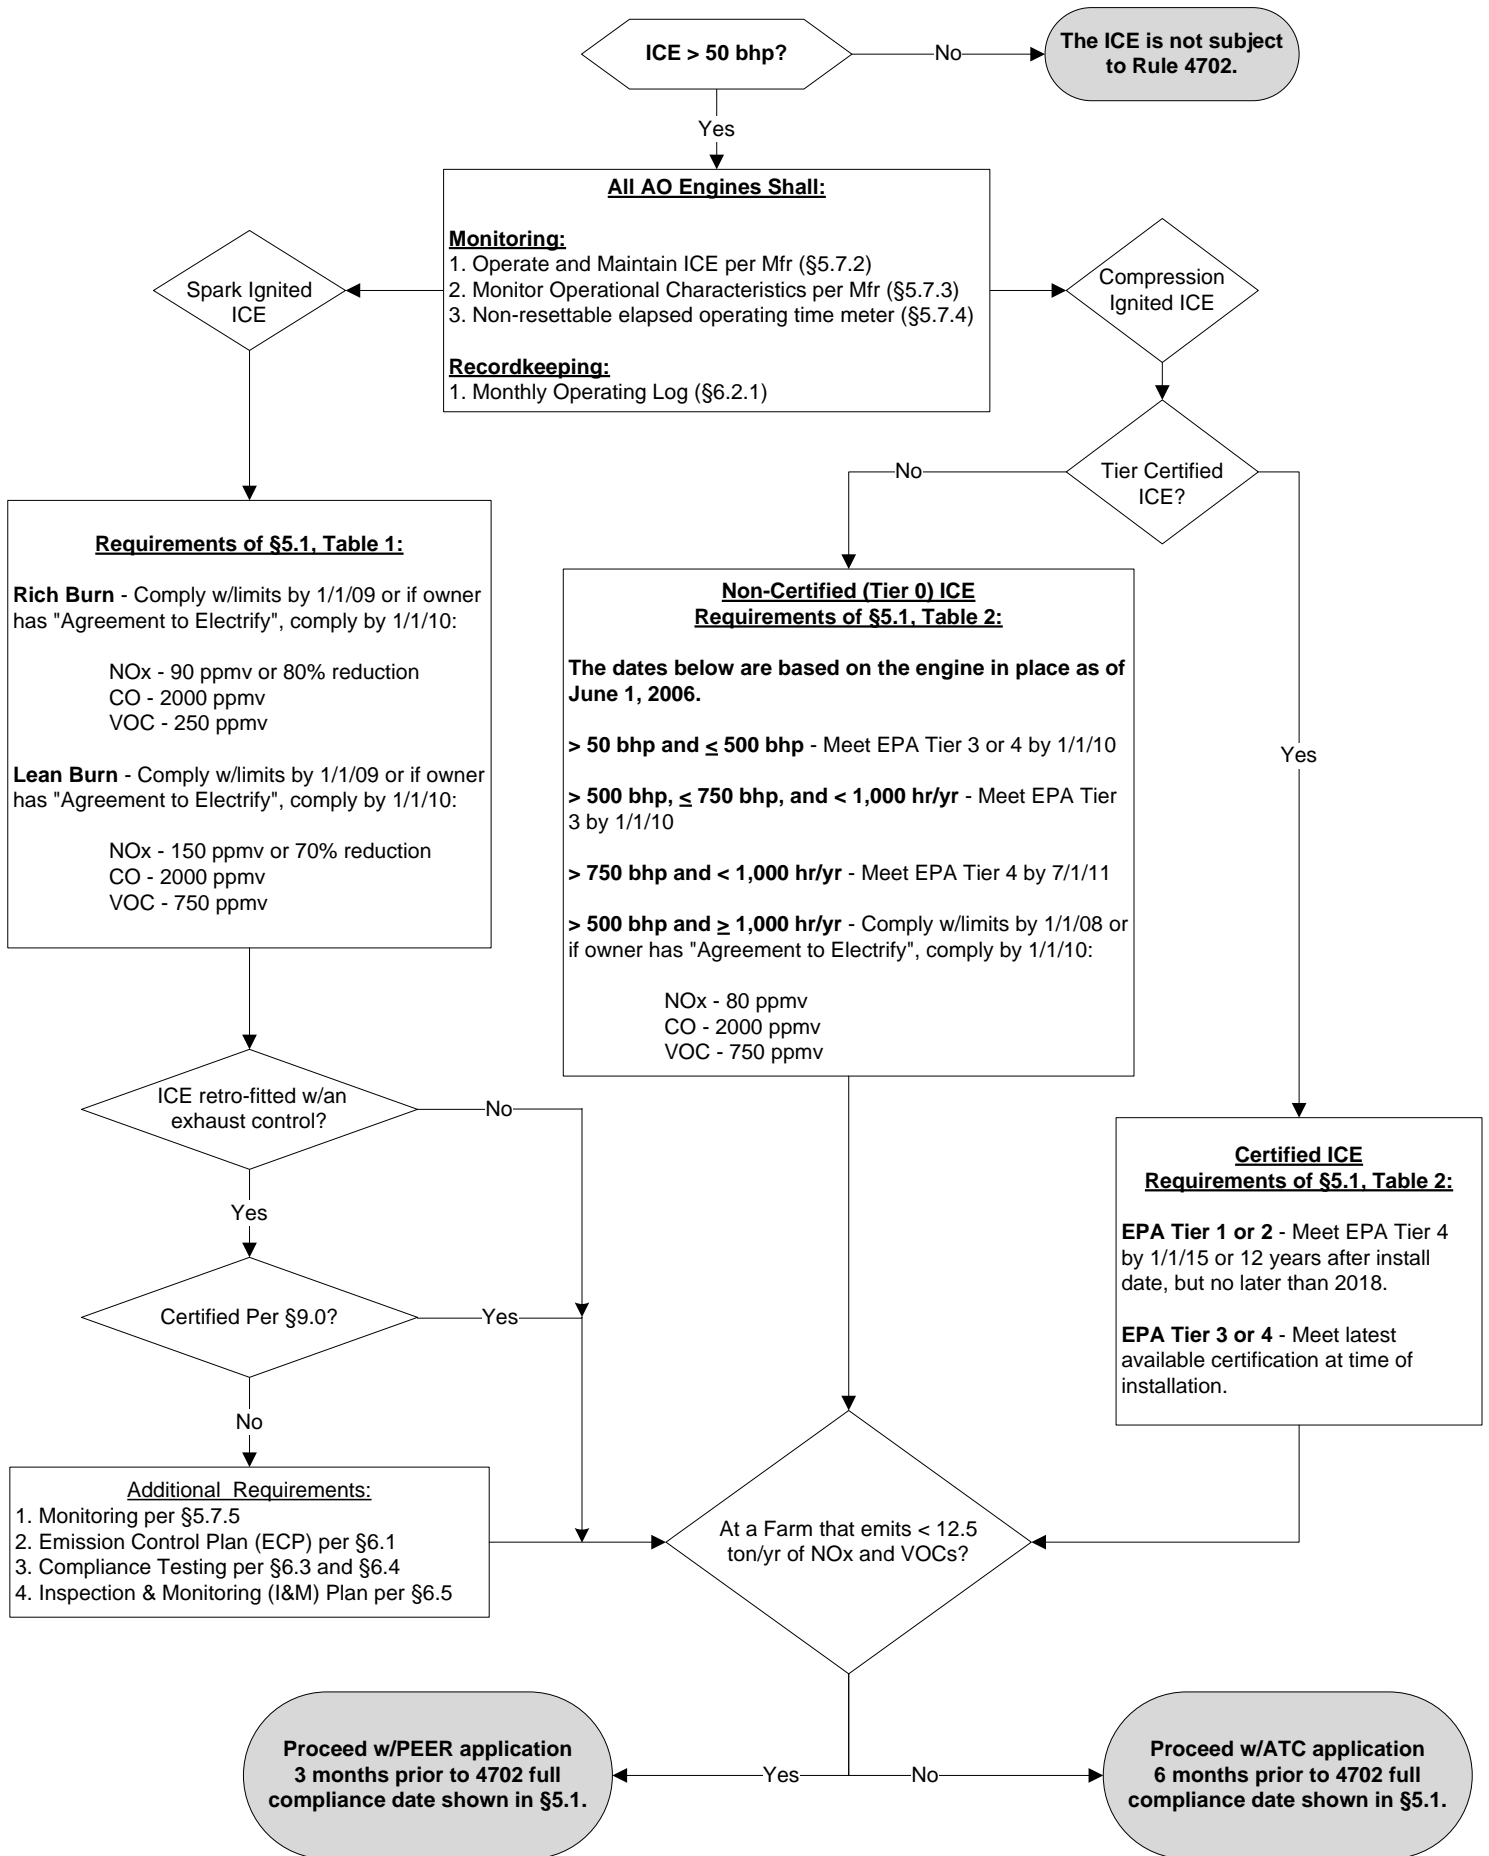 ICE > 50 bhp?
No
The ICE is not subject
to Rule 4702.
Yes
All AO Engines Shall:
Monitoring:
1. Operate and Maintain ICE per Mfr (§5.7.2)
2. Monitor Operational Characteristics per Mfr (§5.7.3)
3. Non-resettable elapsed operating time meter (§5.7.4)
Recordkeeping:
1. Monthly Operating Log (§6.2.1)
Spark Ignited
ICE
Compression
Ignited ICE
Tier Certified
ICE?
No
Yes
Requirements of §5.1, Table 1:
Rich Burn - Comply w/limits by 1/1/09 or if owner
has "Agreement to Electrify", comply by 1/1/10:
NOx - 90 ppmv or 80% reduction
CO - 2000 ppmv
VOC - 250 ppmv
Lean Burn - Comply w/limits by 1/1/09 or if owner
has "Agreement to Electrify", comply by 1/1/10:
NOx - 150 ppmv or 70% reduction
CO - 2000 ppmv
VOC - 750 ppmv
Non-Certified (Tier 0) ICE
Requirements of §5.1, Table 2:
The dates below are based on the engine in place as of
June 1, 2006.
> 50 bhp and ≤ 500 bhp - Meet EPA Tier 3 or 4 by 1/1/10
> 500 bhp, ≤ 750 bhp, and < 1,000 hr/yr - Meet EPA Tier
3 by 1/1/10
> 750 bhp and < 1,000 hr/yr - Meet EPA Tier 4 by 7/1/11
> 500 bhp and ≥ 1,000 hr/yr - Comply w/limits by 1/1/08 or
if owner has "Agreement to Electrify", comply by 1/1/10:
NOx - 80 ppmv
CO - 2000 ppmv
VOC - 750 ppmv
ICE retro-fitted w/an
exhaust control?
No
Yes
Certified Per §9.0?
Yes
No
Certified ICE
Requirements of §5.1, Table 2:
EPA Tier 1 or 2 - Meet EPA Tier 4
by 1/1/15 or 12 years after install
date, but no later than 2018.
EPA Tier 3 or 4 - Meet latest
available certification at time of
installation.
Additional Requirements:
1. Monitoring per §5.7.5
2. Emission Control Plan (ECP) per §6.1
3. Compliance Testing per §6.3 and §6.4
4. Inspection & Monitoring (I&M) Plan per §6.5
At a Farm that emits < 12.5
ton/yr of NOx and VOCs?
Yes
No
Proceed w/PEER application
3 months prior to 4702 full
compliance date shown in §5.1.
Proceed w/ATC application
6 months prior to 4702 full
compliance date shown in §5.1.